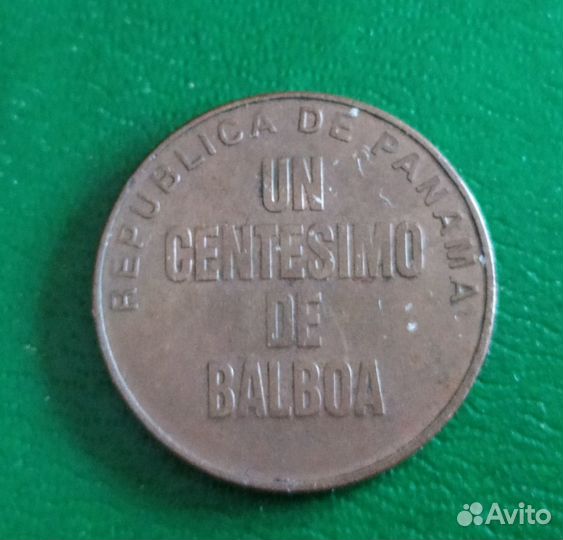 REPUBLICA DE PANAMA
UN
CENTESIMO
DE
BALBOA
Avito